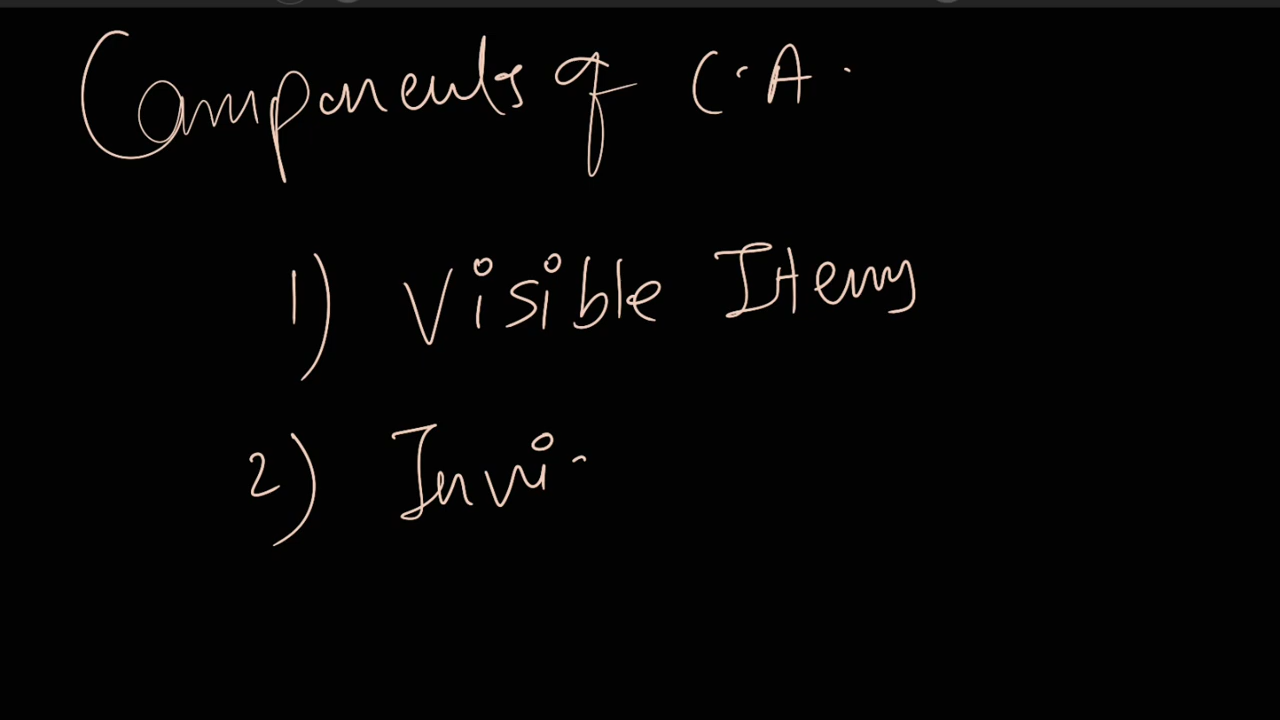 Components of C.A.
1) Visible Items
2) Invi